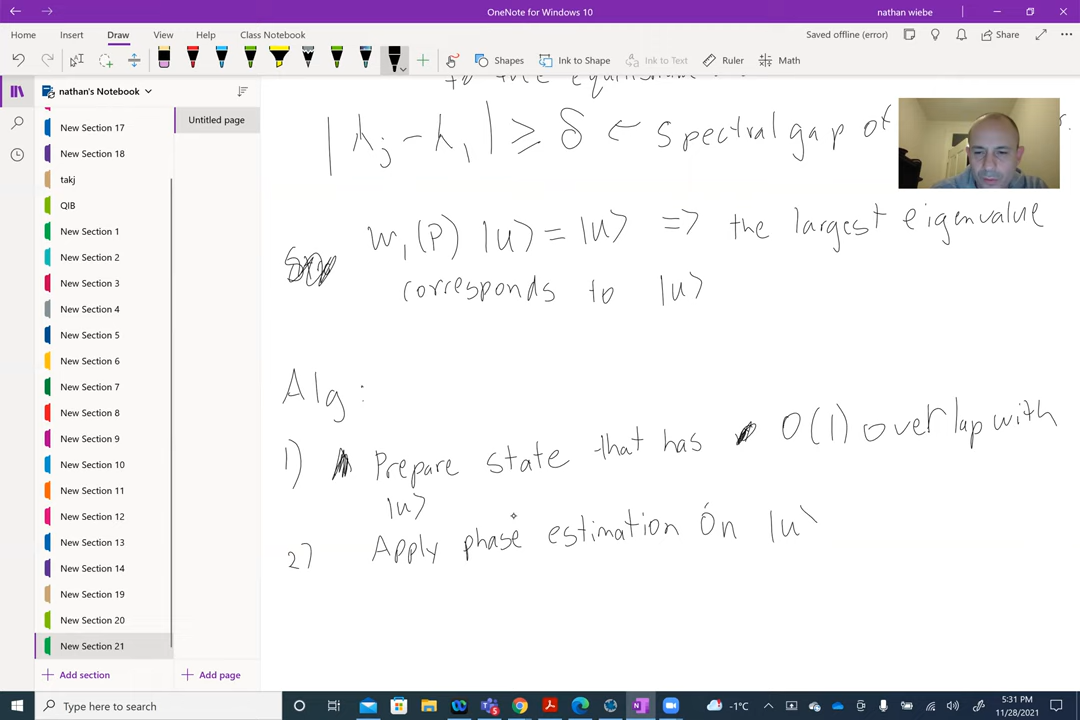 OneNote for Windows 10
nathan wiebe
Home Insert Draw View Help Class Notebook
Saved offline (error)
Share
Shapes
Ink to Shape
Ink to Text
Ruler
Math
nathan's Notebook
Untitled page
New Section 17
New Section 18
takj
QIB
New Section 1
New Section 2
New Section 3
New Section 4
New Section 5
New Section 6
New Section 7
New Section 8
New Section 9
New Section 10
New Section 11
New Section 12
New Section 13
New Section 14
New Section 19
New Section 20
New Section 21
Add section
Add page
to the
|λj - λ1| ≥ δ ← spectral gap of
w1(P) |u⟩ = |u⟩ => the largest eigenvalue
corresponds to |u⟩
Alg:
1) Prepare state that has O(1) overlap with
|u⟩
2) Apply phase estimation On |u⟩
Type here to search
-1°C
5:31 PM
11/28/2021